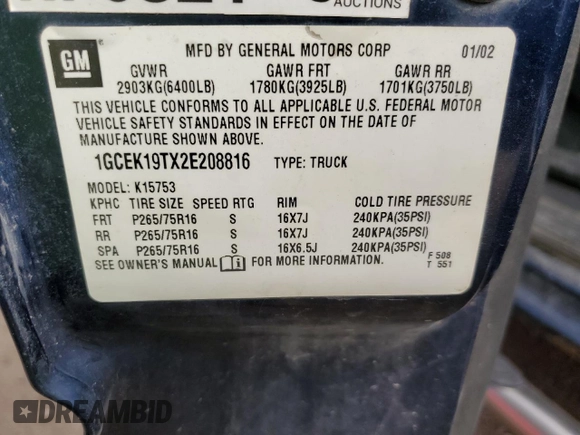 AUCTIONS
GM
MFD BY GENERAL MOTORS CORP 01/02
GVWR GAWR FRT GAWR RR
2903KG(6400LB) 1780KG(3925LB) 1701KG(3750LB)
THIS VEHICLE CONFORMS TO ALL APPLICABLE U.S. FEDERAL MOTOR
VEHICLE SAFETY STANDARDS IN EFFECT ON THE DATE OF
MANUFACTURE SHOWN ABOVE.
1GCEK19TX2E208816 TYPE: TRUCK
MODEL: K15753
KPHC TIRE SIZE SPEED RTG RIM COLD TIRE PRESSURE
FRT P265/75R16 S 16X7J 240KPA(35PSI)
RR P265/75R16 S 16X7J 240KPA(35PSI)
SPA P265/75R16 S 16X6.5J 240KPA(35PSI)
SEE OWNER'S MANUAL FOR MORE INFORMATION.
F 508
T 551
DREAMBID